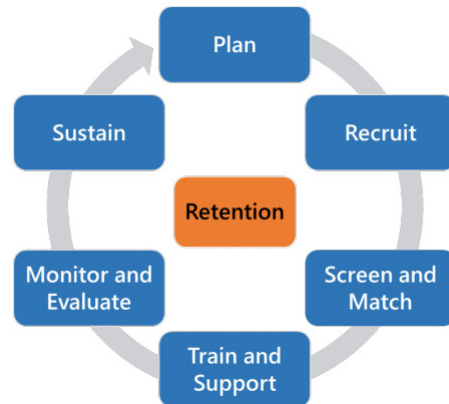 Plan
Recruit
Screen and
Match
Train and
Support
Monitor and
Evaluate
Sustain
Retention